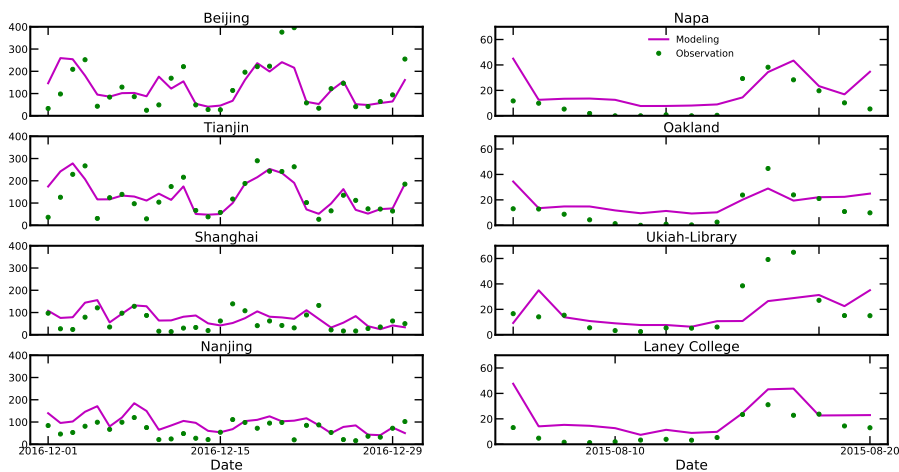 Beijing
400
300
200
100
0
Tianjin
400
300
200
100
0
Shanghai
400
300
200
100
0
Nanjing
400
300
200
100
0
2016-12-01 2016-12-15 2016-12-29
Date
Napa
60
40
20
0
Modeling
Observation
Oakland
60
40
20
0
Ukiah-Library
60
40
20
0
Laney College
60
40
20
0
2015-08-10 2015-08-20
Date